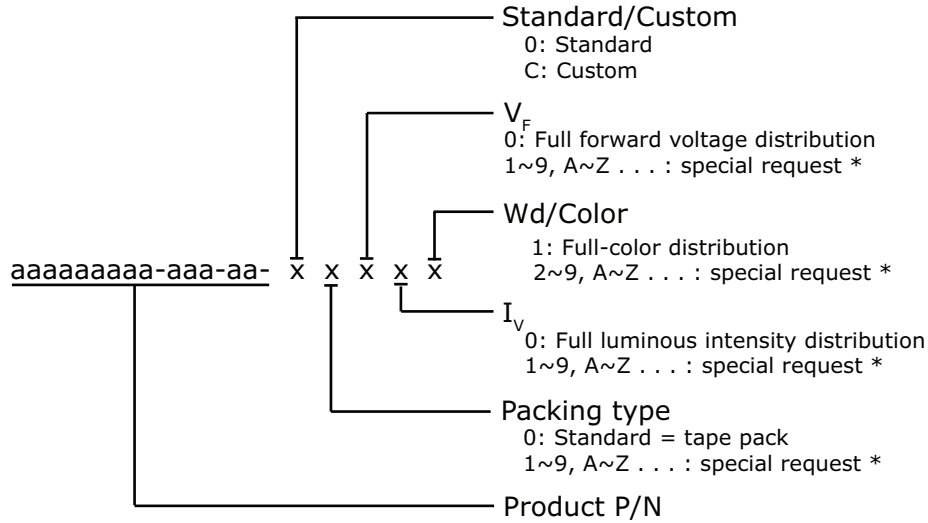 Standard/Custom
0: Standard
C: Custom
VF
0: Full forward voltage distribution
1~9, A~Z . . . : special request *
Wd/Color
1: Full-color distribution
2~9, A~Z . . . : special request *
aaaaaaaaa-aaa-aa- x x x x x
IV
0: Full luminous intensity distribution
1~9, A~Z . . . : special request *
Packing type
0: Standard = tape pack
1~9, A~Z . . . : special request *
Product P/N